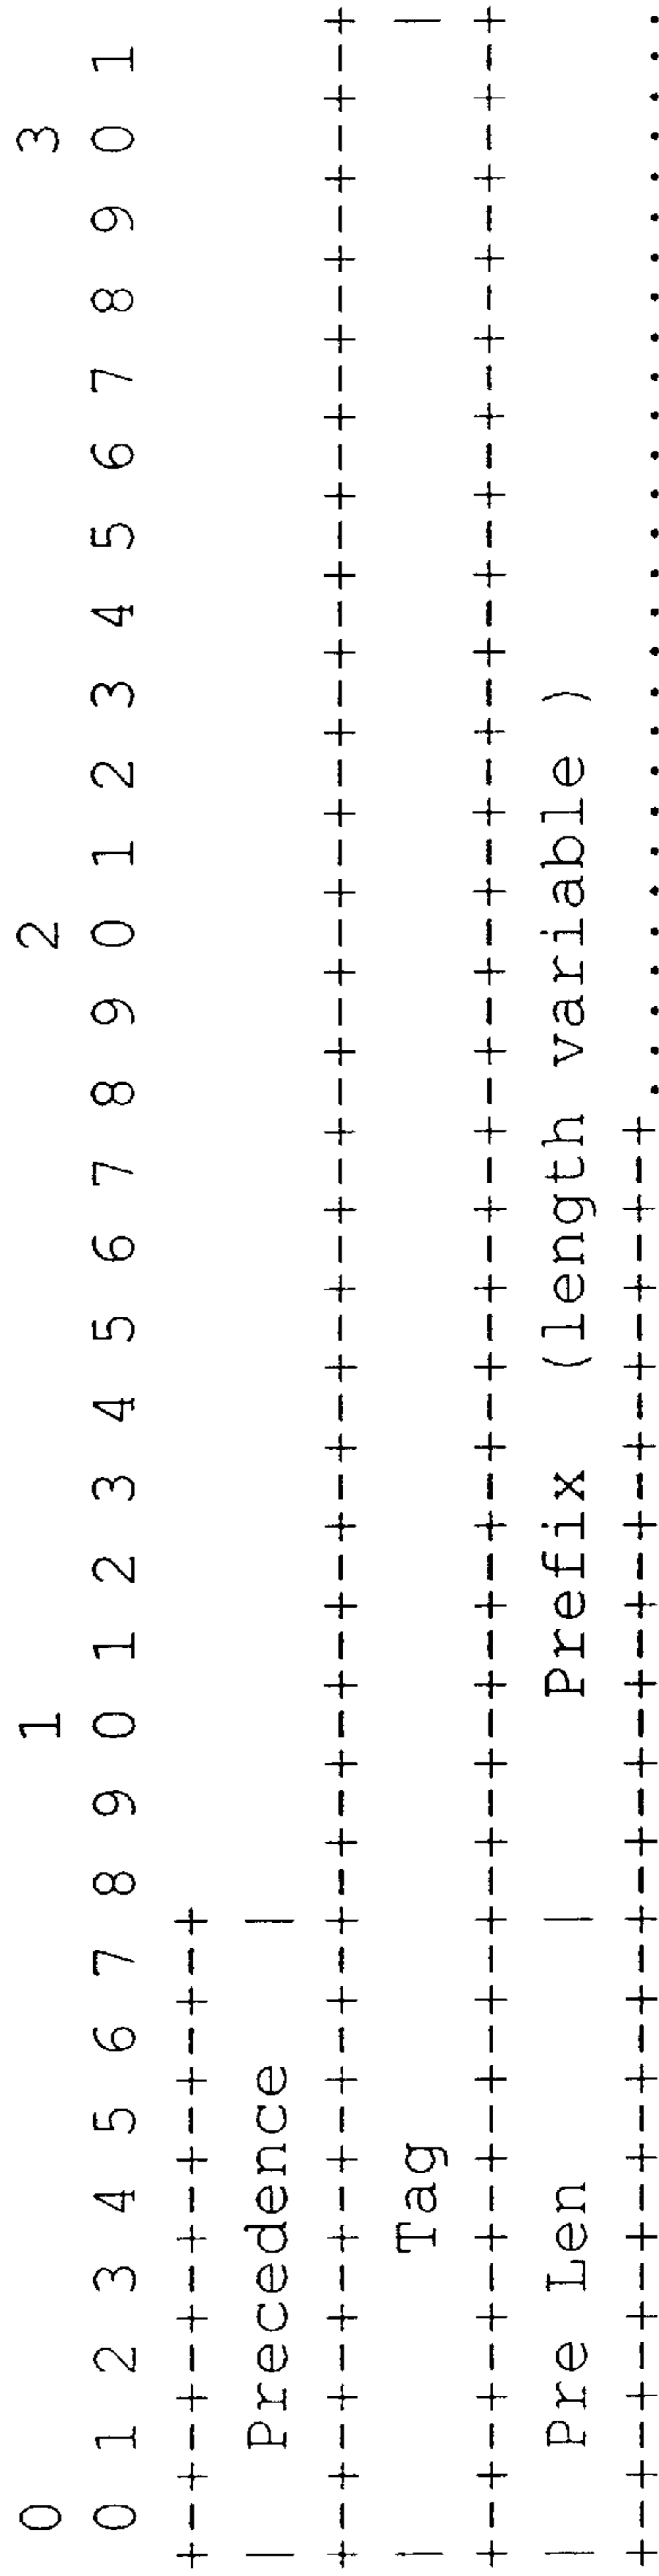 0                   1                   2                   3
 0 1 2 3 4 5 6 7 8 9 0 1 2 3 4 5 6 7 8 9 0 1 2 3 4 5 6 7 8 9 0 1
+-+-+-+-+-+-+-+-+
|  Precedence   |
+-+-+-+-+-+-+-+-+-+-+-+-+-+-+-+-+-+-+-+-+-+-+-+-+-+-+-+-+-+-+-+-+
|       Tag                                                     |
+-+-+-+-+-+-+-+-+-+-+-+-+-+-+-+-+-+-+-+-+-+-+-+-+-+-+-+-+-+-+-+-+
|  Pre Len      |     Prefix  (length variable )
+-+-+-+-+-+-+-+-+-+-+-+-+-+-+-+-+-+-+............................